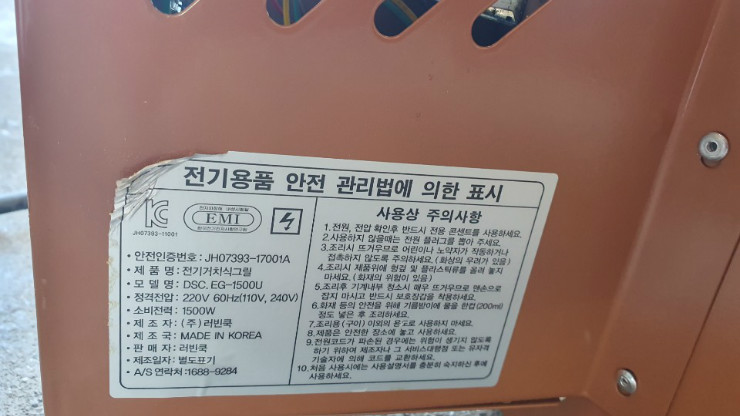 전기용품 안전 관리법에 의한 표시
JH07393-11001
EMI
· 안전인증번호 : JH07393-17001A
· 제 품 명 : 전기거치식그릴
· 모 델 명 : DSC. EG-1500U
· 정격전압 : 220V 60Hz(110V, 240V)
· 소비전력 : 1500W
· 제 조 자 : (주) 러빈쿡
· 제 조 국 : MADE IN KOREA
· 판 매 자 : 러빈쿡
· 제조일자 : 별도표기
· A/S 연락처 :1688-9284
사용상 주의사항
1. 전원, 전압 확인후 반드시 전용 콘센트를 사용하세요.
2. 사용하지 않을때는 전원 플러그를 뽑아 주세요.
3. 조리시 뜨거우므로 어린이나 노약자가 작동하거나
접촉하지 않도록 주의하세요. (화상의 우려가 있음)
4. 조리시 제품위에 헝겊 및 플라스틱류를 올려 놓지
마세요. (화재의 위험이 있음)
5. 조리후 기계내부 청소시 매우 뜨거우므로 맨손으로
잡지 마시고 반드시 보호장갑을 착용하세요.
6. 화재 등의 안전을 위해 기름받이에 물을 한컵(200ml)
정도 넣은 후 조리하세요.
7. 조리용(구이) 이외의 용도로 사용하지 마세요.
8. 제품은 안전한 장소에 놓고 사용하세요.
9. 전원코드가 파손된 경우에는 위험이 생기지 않도록
하기 위하여 제조자나 그 서비스대행점 또는 유자격
기술자에 의해 코드를 교환하세요.
10. 처음 사용시에는 사용설명서를 충분히 숙지하신 후에
사용하세요.